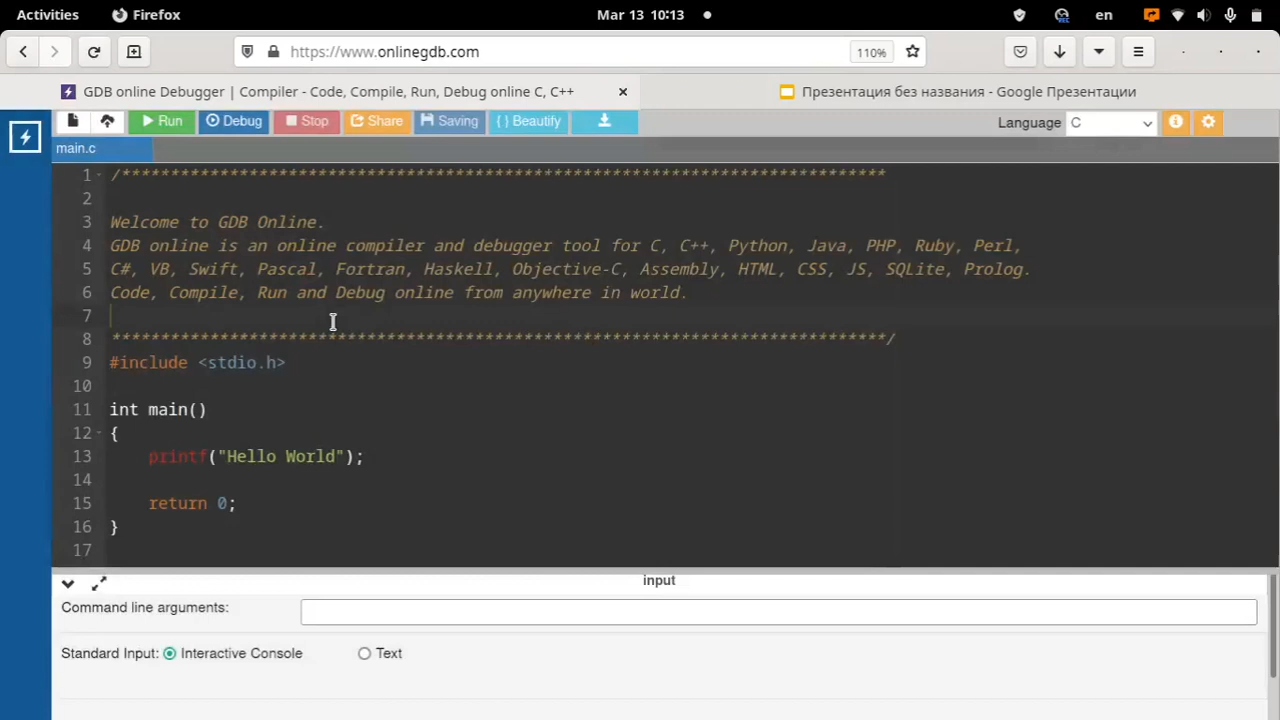 Activities Firefox Mar 13 10:13 en
https://www.onlinegdb.com 110%
GDB online Debugger | Compiler - Code, Compile, Run, Debug online C, C++ Презентация без названия - Google Презентации
Run Debug Stop Share Saving { } Beautify Language C
main.c
1 /******************************************************************************
2
3 Welcome to GDB Online.
4 GDB online is an online compiler and debugger tool for C, C++, Python, Java, PHP, Ruby, Perl,
5 C#, VB, Swift, Pascal, Fortran, Haskell, Objective-C, Assembly, HTML, CSS, JS, SQLite, Prolog.
6 Code, Compile, Run and Debug online from anywhere in world.
7
8 *******************************************************************************/
9 #include <stdio.h>
10
11 int main()
12 {
13 printf("Hello World");
14
15 return 0;
16 }
17
input
Command line arguments:
Standard Input: Interactive Console Text